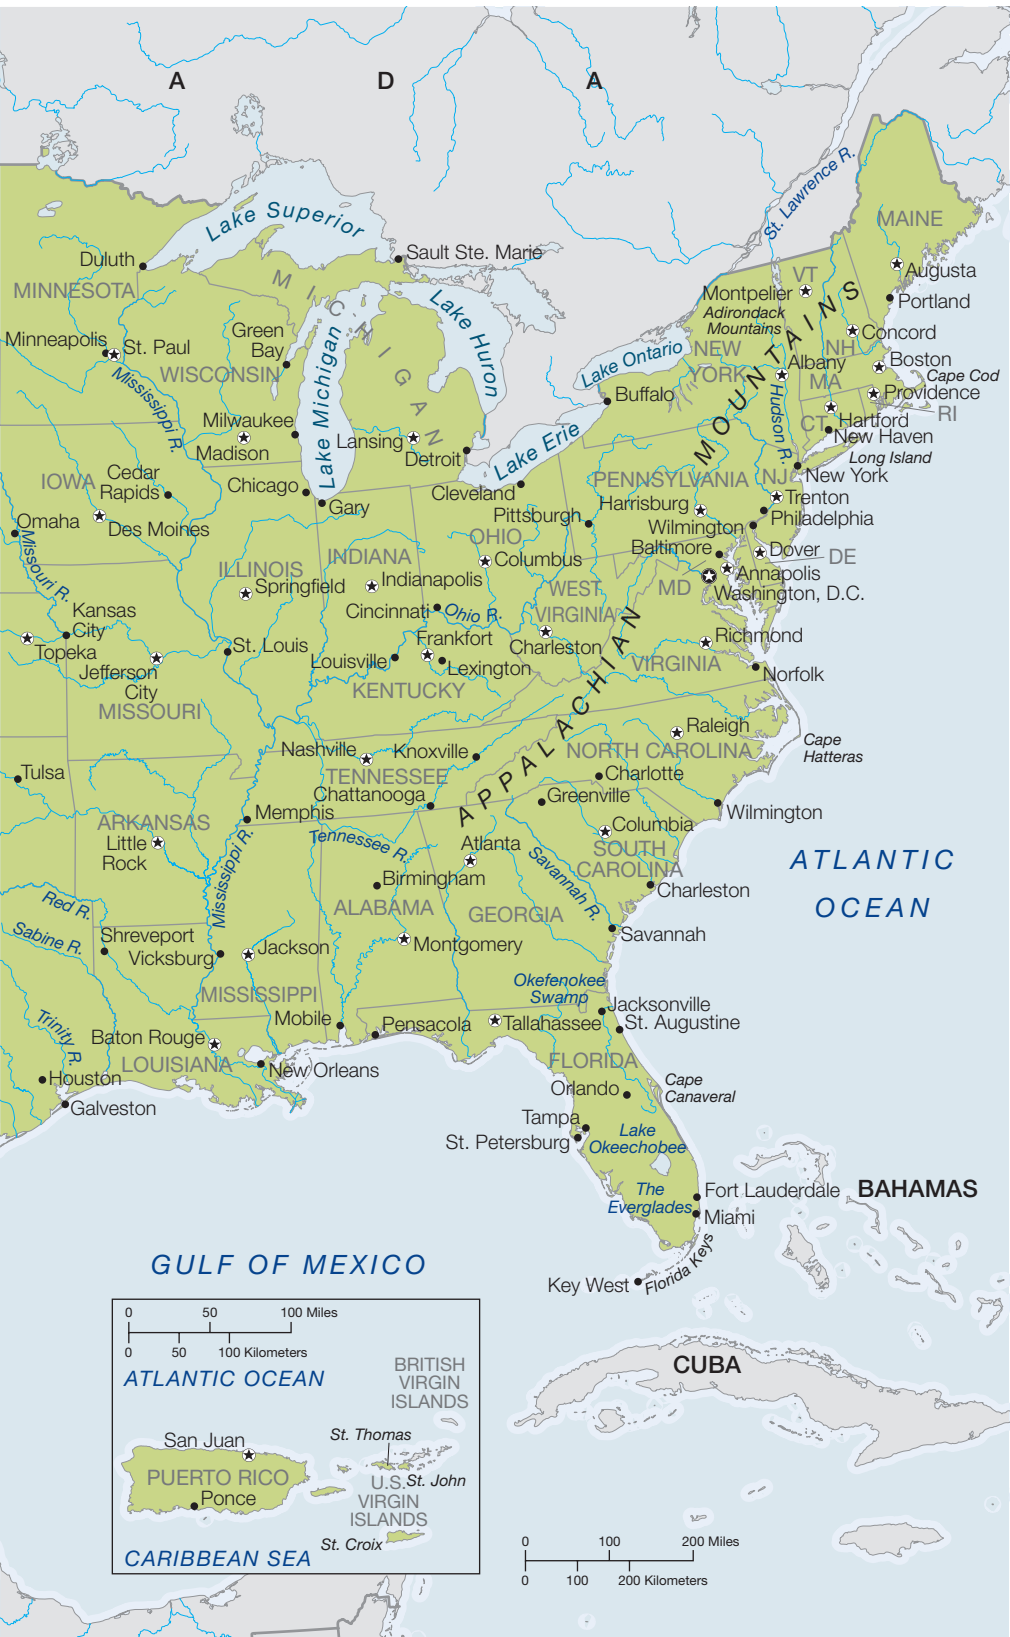 A D A
St. Lawrence R.
MAINE
Lake Superior
Sault Ste. Marie
Duluth
VT
Augusta
MINNESOTA
MICHIGAN
Montpelier
Portland
Adirondack
Mountains
Lake Huron
Minneapolis
St. Paul
Green
Bay
Concord
NH
NEW
YORK
Lake Ontario
Albany
Boston
WISCONSIN
Lake Michigan
Cape Cod
MA
Buffalo
Providence
Mississippi R.
Hudson R.
RI
Milwaukee
Hartford
CT
Madison
Lansing
New Haven
Detroit
Lake Erie
Long Island
IOWA
Cedar
Rapids
Chicago
Cleveland
PENNSYLVANIA
NJ
New York
Gary
Harrisburg
Trenton
Omaha
Des Moines
Pittsburgh
Philadelphia
Wilmington
OHIO
Baltimore
Dover
DE
Missouri R.
ILLINOIS
INDIANA
Columbus
Annapolis
Springfield
Indianapolis
WEST
VIRGINIA
MD
Washington, D.C.
Kansas
City
Cincinnati
Ohio R.
Topeka
St. Louis
Frankfort
Charleston
Richmond
Jefferson
City
Louisville
Lexington
VIRGINIA
Norfolk
KENTUCKY
MISSOURI
APPALACHIAN MOUNTAINS
Raleigh
Nashville
Knoxville
NORTH CAROLINA
Cape
Hatteras
Tulsa
TENNESSEE
Charlotte
Chattanooga
Greenville
Memphis
Wilmington
ARKANSAS
Little
Rock
Tennessee R.
Atlanta
Columbia
SOUTH
CAROLINA
ATLANTIC
OCEAN
Mississippi R.
Birmingham
Savannah R.
Charleston
Red R.
ALABAMA
GEORGIA
Sabine R.
Shreveport
Vicksburg
Jackson
Montgomery
Savannah
MISSISSIPPI
Okefenokee
Swamp
Trinity R.
Mobile
Pensacola
Tallahassee
Jacksonville
St. Augustine
Baton Rouge
LOUISIANA
New Orleans
FLORIDA
Houston
Orlando
Cape
Canaveral
Galveston
Tampa
St. Petersburg
Lake
Okeechobee
The
Everglades
Fort Lauderdale
BAHAMAS
Miami
GULF OF MEXICO
Key West
Florida Keys
CUBA
0 50 100 Miles
0 50 100 Kilometers
ATLANTIC OCEAN
BRITISH
VIRGIN
ISLANDS
San Juan
St. Thomas
PUERTO RICO
Ponce
U.S.
VIRGIN
ISLANDS
St. John
St. Croix
CARIBBEAN SEA
0 100 200 Miles
0 100 200 Kilometers